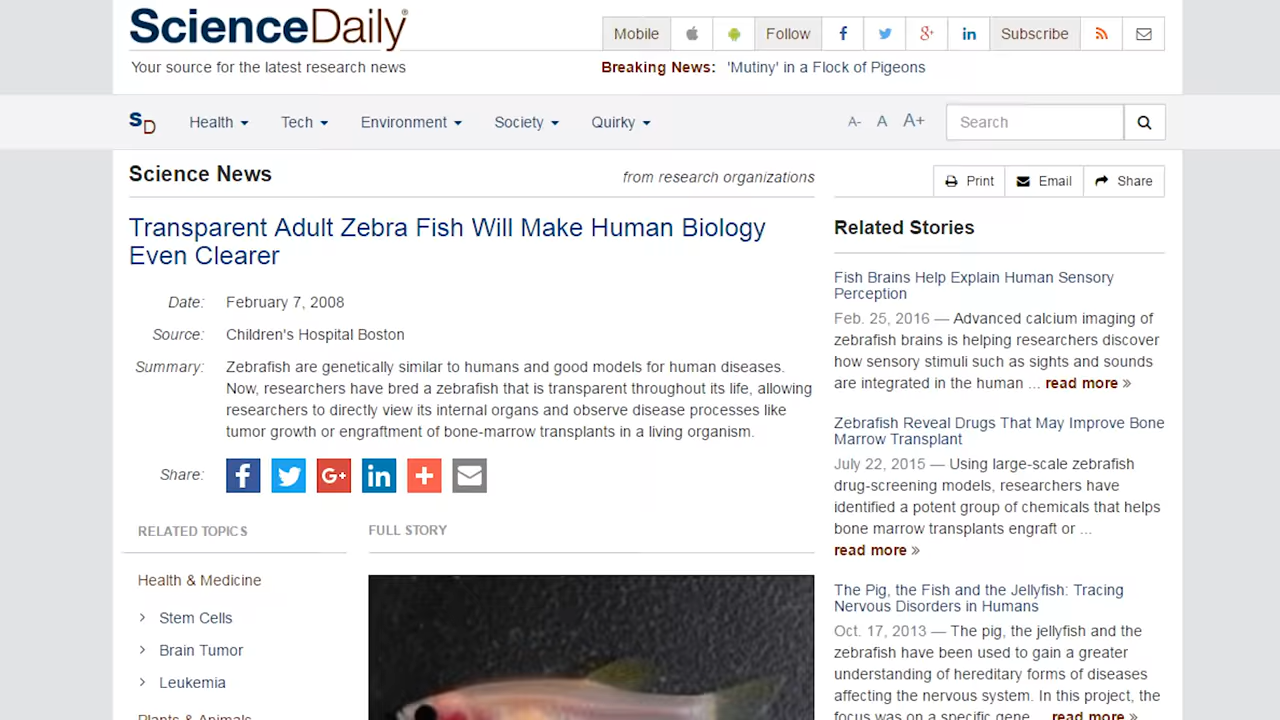 ScienceDaily®
Your source for the latest research news
Mobile Follow Subscribe
Breaking News: 'Mutiny' in a Flock of Pigeons
SD Health Tech Environment Society Quirky A- A A+ Search
Science News
from research organizations
Print Email Share
Transparent Adult Zebra Fish Will Make Human Biology
Even Clearer
Date: February 7, 2008
Source: Children's Hospital Boston
Summary: Zebrafish are genetically similar to humans and good models for human diseases.
Now, researchers have bred a zebrafish that is transparent throughout its life, allowing
researchers to directly view its internal organs and observe disease processes like
tumor growth or engraftment of bone-marrow transplants in a living organism.
Share: f G+ in +
RELATED TOPICS
Health & Medicine
> Stem Cells
> Brain Tumor
> Leukemia
Plants & Animals
FULL STORY
Related Stories
Fish Brains Help Explain Human Sensory
Perception
Feb. 25, 2016 — Advanced calcium imaging of
zebrafish brains is helping researchers discover
how sensory stimuli such as sights and sounds
are integrated in the human ... read more »
Zebrafish Reveal Drugs That May Improve Bone
Marrow Transplant
July 22, 2015 — Using large-scale zebrafish
drug-screening models, researchers have
identified a potent group of chemicals that helps
bone marrow transplants engraft or ...
read more »
The Pig, the Fish and the Jellyfish: Tracing
Nervous Disorders in Humans
Oct. 17, 2013 — The pig, the jellyfish and the
zebrafish have been used to gain a greater
understanding of hereditary forms of diseases
affecting the nervous system. In this project, the
focus was on a specific gene ... read more »